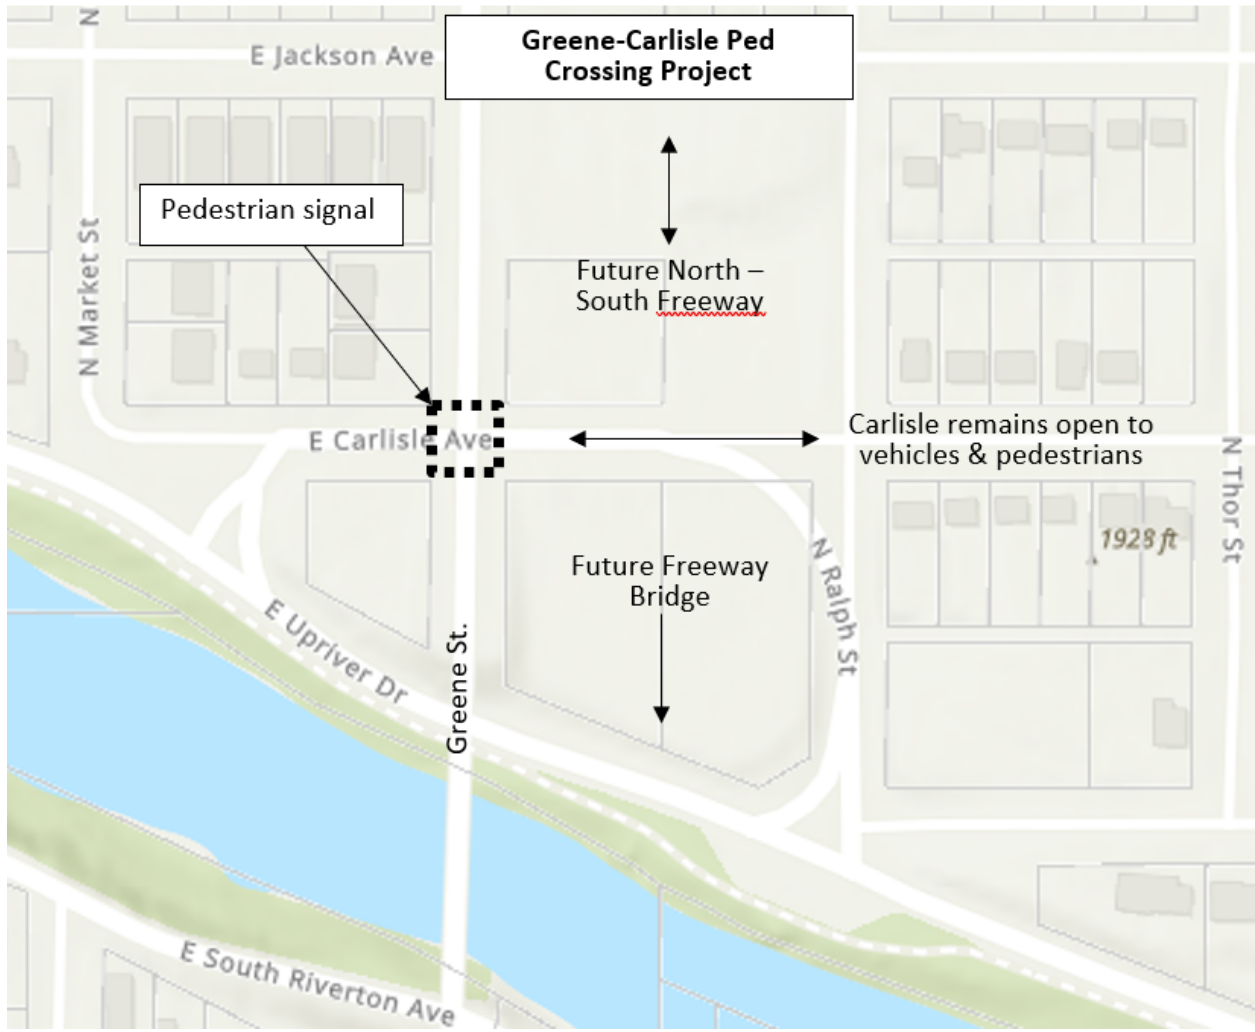 N
E Jackson Ave
Greene-Carlisle Ped
Crossing Project
Pedestrian signal
N Market St
Future North –
South Freeway
E Carlisle Ave
Carlisle remains open to
vehicles & pedestrians
N Thor St
1928 ft
Future Freeway
Bridge
N Ralph St
E Upriver Dr
Greene St.
E South Riverton Ave